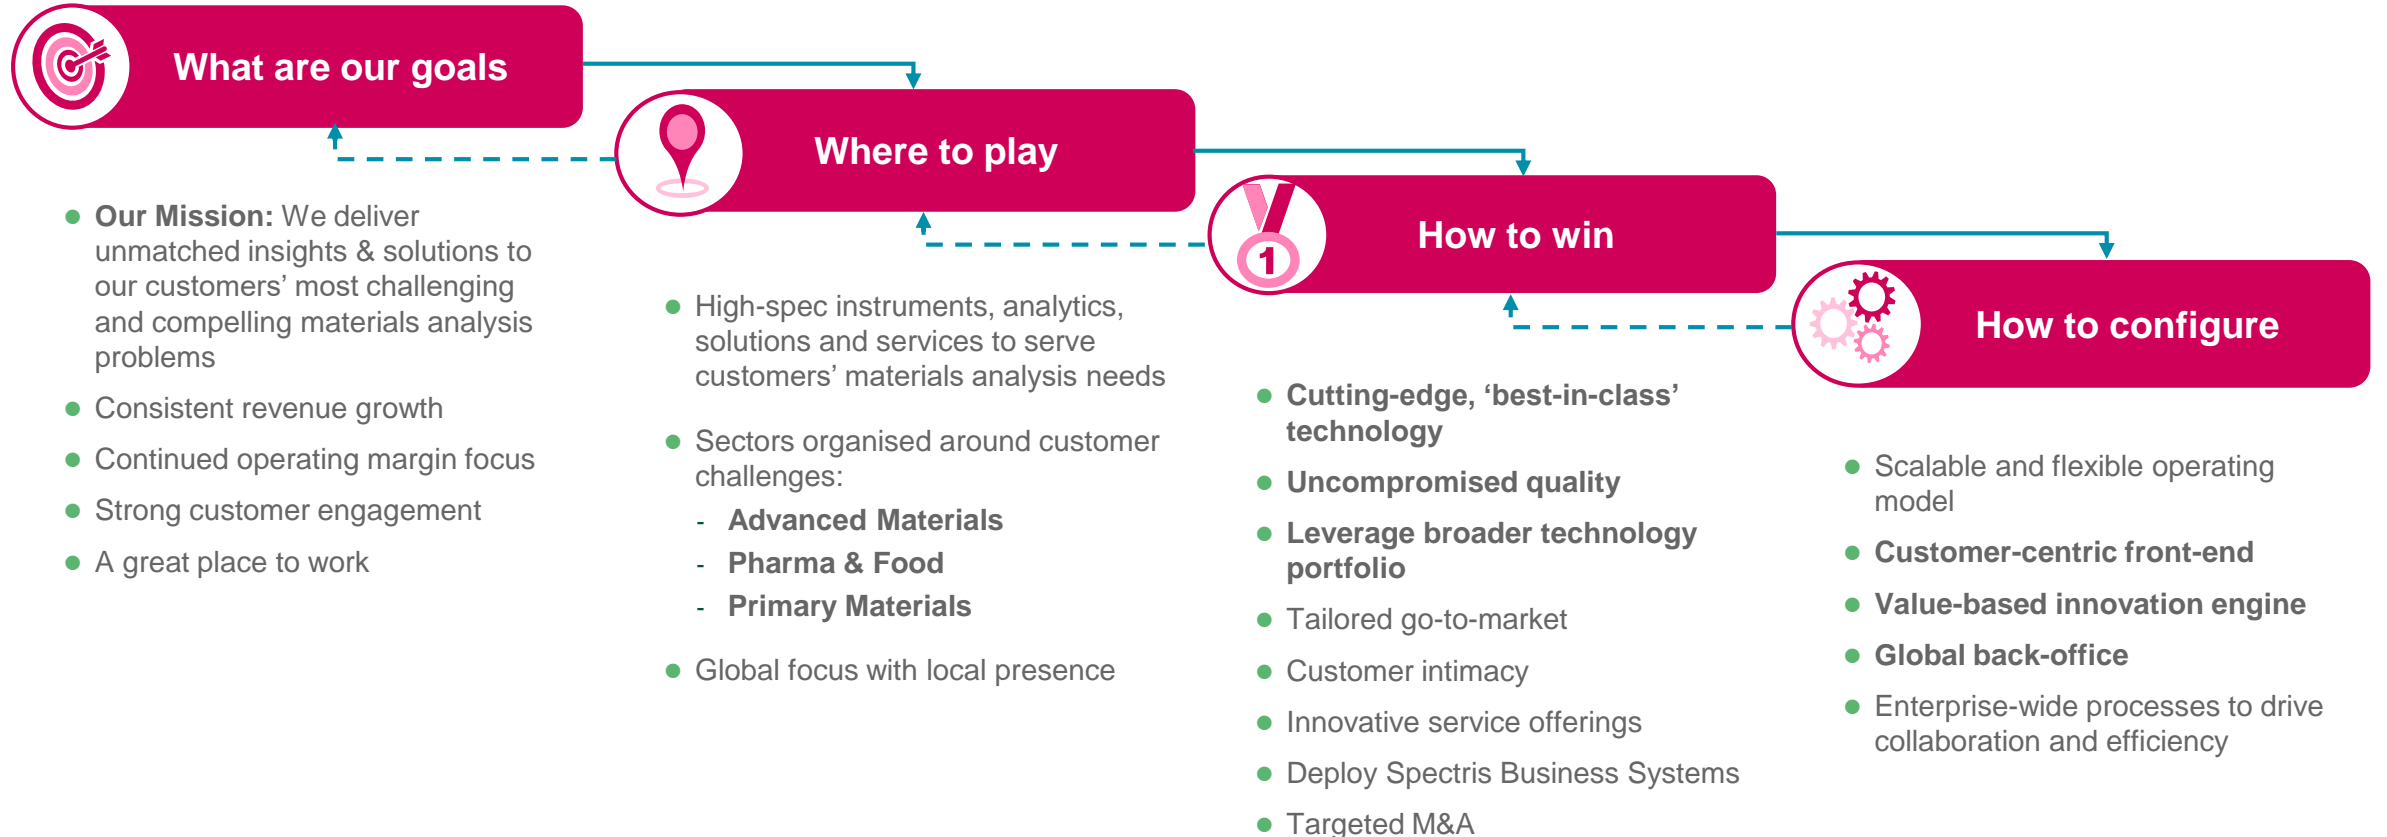 What are our goals
Where to play
How to win
1
How to configure
Our Mission: We deliver
unmatched insights & solutions to
our customers’ most challenging
and compelling materials analysis
problems
Consistent revenue growth
Continued operating margin focus
Strong customer engagement
A great place to work
High-spec instruments, analytics,
solutions and services to serve
customers’ materials analysis needs
Sectors organised around customer
challenges:
- Advanced Materials
- Pharma & Food
- Primary Materials
Global focus with local presence
Cutting-edge, ‘best-in-class’
technology
Uncompromised quality
Leverage broader technology
portfolio
Tailored go-to-market
Customer intimacy
Innovative service offerings
Deploy Spectris Business Systems
Targeted M&A
Scalable and flexible operating
model
Customer-centric front-end
Value-based innovation engine
Global back-office
Enterprise-wide processes to drive
collaboration and efficiency